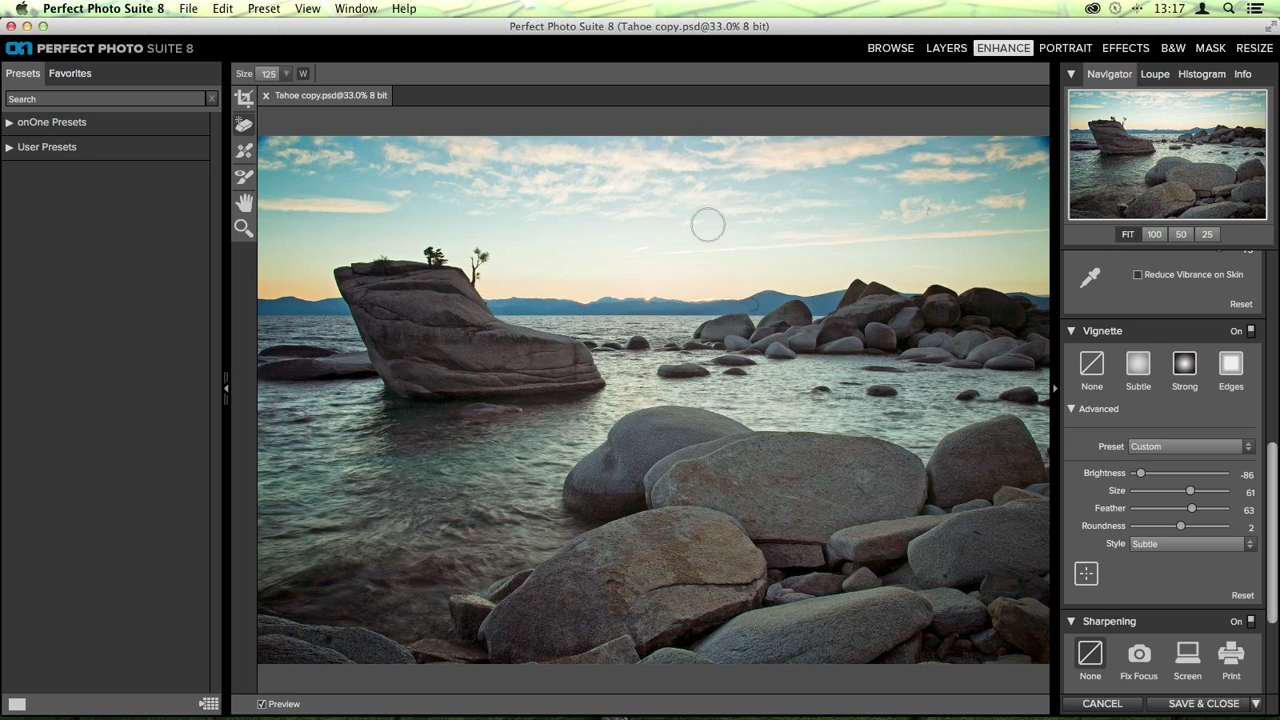 Perfect Photo Suite 8 File Edit Preset View Window Help 13:17
Perfect Photo Suite 8 (Tahoe copy.psd@33.0% 8 bit)
on PERFECT PHOTO SUITE 8 BROWSE LAYERS ENHANCE PORTRAIT EFFECTS B&W MASK RESIZE
Presets Favorites Size 125 W Navigator Loupe Histogram Info
Search X x Tahoe copy.psd@33.0% 8 bit
onOne Presets
User Presets
FIT 100 50 25
Reduce Vibrance on Skin
Reset
Vignette On
None Subtle Strong Edges
Advanced
Preset Custom
Brightness -86
Size 61
Feather 63
Roundness 2
Style Subtle
Reset
Sharpening On
None Fix Focus Screen Print
Preview CANCEL SAVE & CLOSE